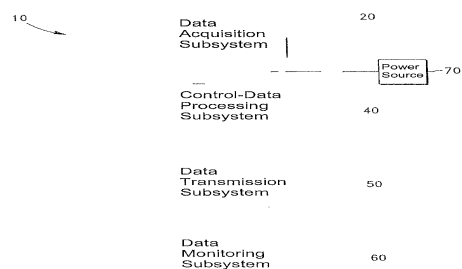 10
Data
Acquisition
Subsystem
20
Power
Source
70
Control-Data
Processing
Subsystem
40
Data
Transmission
Subsystem
50
Data
Monitoring
Subsystem
60